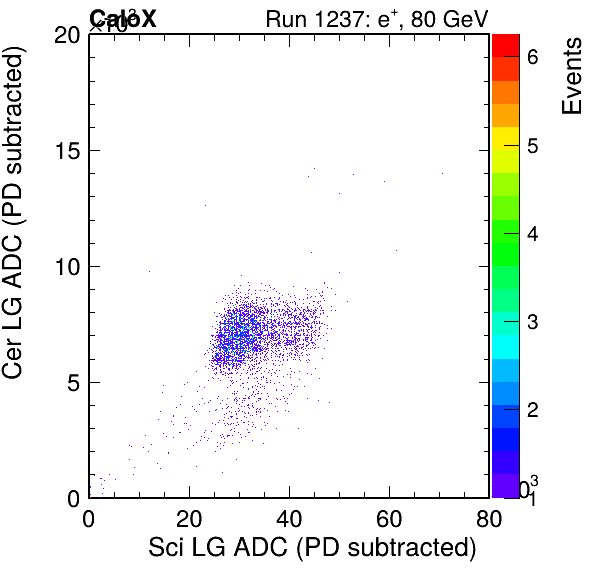 CaloX Run 1237: e⁺, 80 GeV
×10³
20
15
10
5
0
0 20 40 60 80
Sci LG ADC (PD subtracted)
Cer LG ADC (PD subtracted)
6
5
4
3
2
1
Events